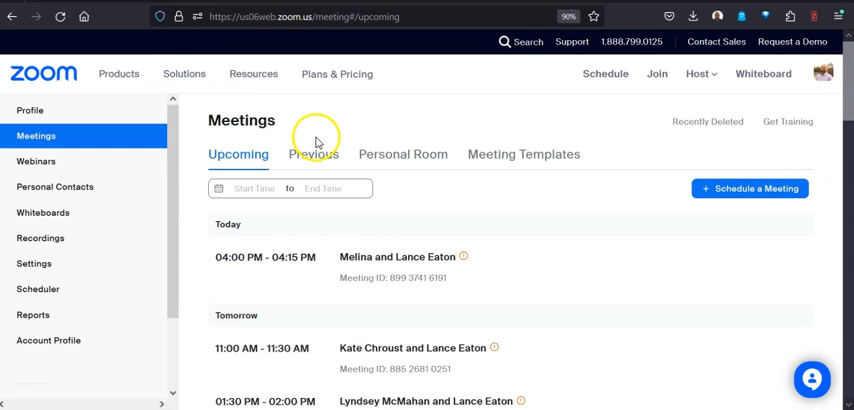 https://us06web.zoom.us/meeting#/upcoming 90%
Search Support 1.888.799.0125 Contact Sales Request a Demo
zoom Products Solutions Resources Plans & Pricing Schedule Join Host Whiteboard
Profile
Meetings
Webinars
Personal Contacts
Whiteboards
Recordings
Settings
Scheduler
Reports
Account Profile
Meetings Recently Deleted Get Training
Upcoming Previous Personal Room Meeting Templates
Start Time to End Time + Schedule a Meeting
Today
04:00 PM - 04:15 PM Melina and Lance Eaton
Meeting ID: 899 3741 6191
Tomorrow
11:00 AM - 11:30 AM Kate Chroust and Lance Eaton
Meeting ID: 885 2681 0251
01:30 PM - 02:00 PM Lyndsey McMahan and Lance Eaton